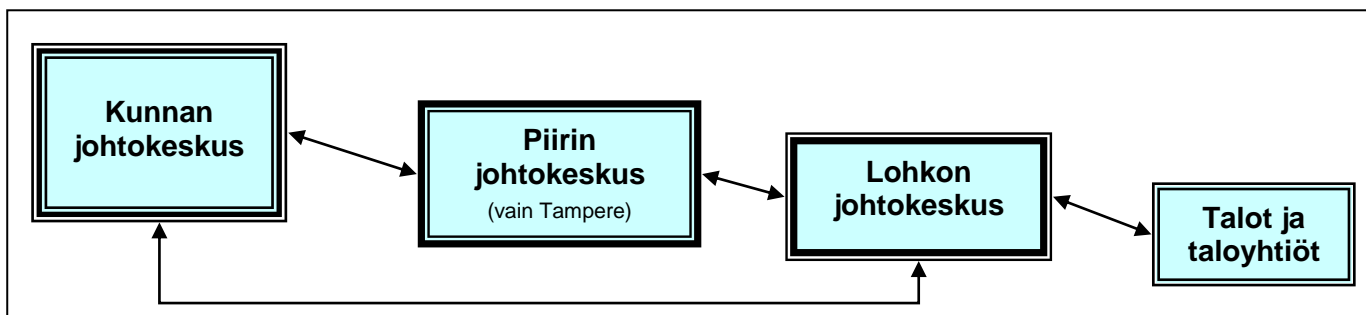 Kunnan
johtokeskus
Piirin
johtokeskus
(vain Tampere)
Lohkon
johtokeskus
Talot ja
taloyhtiöt